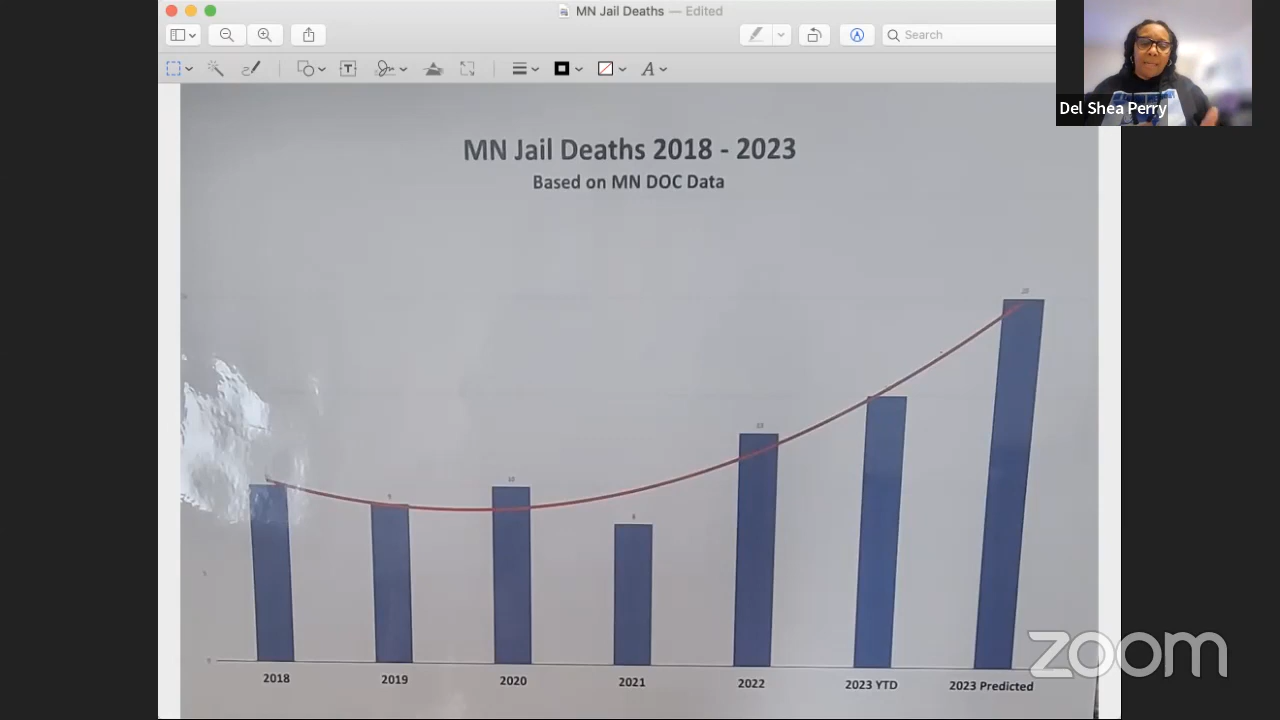 MN Jail Deaths — Edited
Search
Del Shea Perry
MN Jail Deaths 2018 - 2023
Based on MN DOC Data
10
2018
2019
2020
2021
2022
2023 YTD
2023 Predicted
zoom